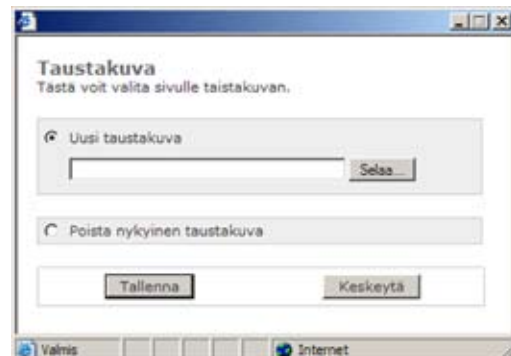 Taustakuva
Tästä voit valita sivulle taistakuvan.
Uusi taustakuva
Selaa...
Poista nykyinen taustakuva
Tallenna
Keskeytä
Valmis
Internet